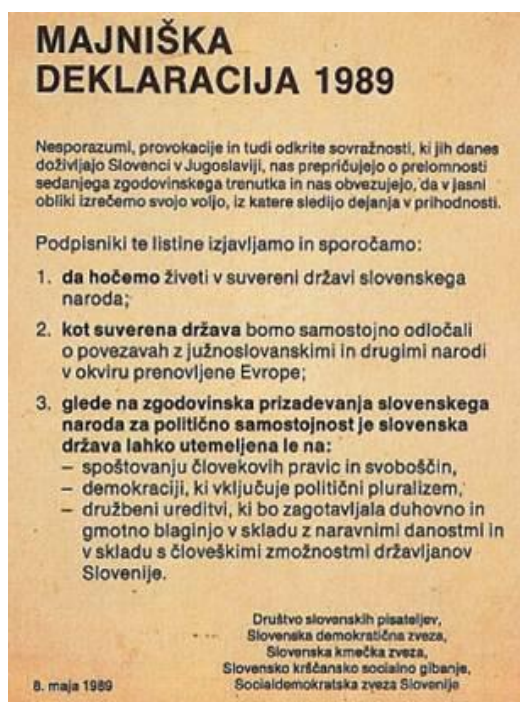 MAJNIŠKA
DEKLARACIJA 1989
Nesporazumi, provokacije in tudi odkrite sovražnosti, ki jih danes
doživljajo Slovenci v Jugoslaviji, nas prepričujejo o prelomnosti
sedanjega zgodovinskega trenutka in nas obvezujejo, da v jasni
obliki izrečemo svojo voljo, iz katere sledijo dejanja v prihodnosti.
Podpisniki te listine izjavljamo in sporočamo:
1. da hočemo živeti v suvereni državi slovenskega
naroda;
2. kot suverena država bomo samostojno odločali
o povezavah z južnoslovanskimi in drugimi narodi
v okviru prenovljene Evrope;
3. glede na zgodovinska prizadevanja slovenskega
naroda za politično samostojnost je slovenska
država lahko utemeljena le na:
– spoštovanju človekovih pravic in svoboščin,
– demokraciji, ki vključuje politični pluralizem,
– družbeni ureditvi, ki bo zagotavljala duhovno in
gmotno blaginjo v skladu z naravnimi danostmi in
v skladu s človeškimi zmožnostmi državljanov
Slovenije.
Društvo slovenskih pisateljev,
Slovenska demokratična zveza,
Slovenska kmečka zveza,
Slovensko krščansko socialno gibanje,
8. maja 1989 Socialdemokratska zveza Slovenije